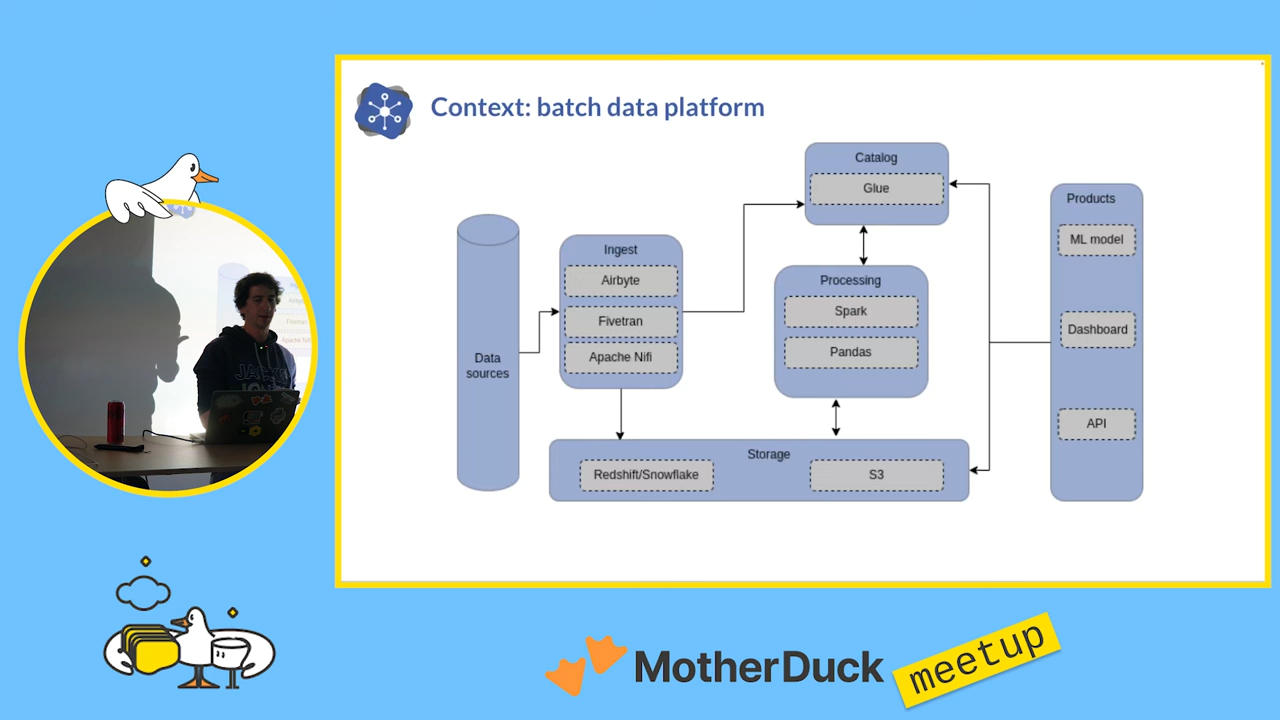 Context: batch data platform
Catalog
Glue
Products
ML model
Dashboard
API
Data
sources
Ingest
Airbyte
Fivetran
Apache Nifi
Processing
Spark
Pandas
Storage
Redshift/Snowflake
S3
MotherDuck
meetup